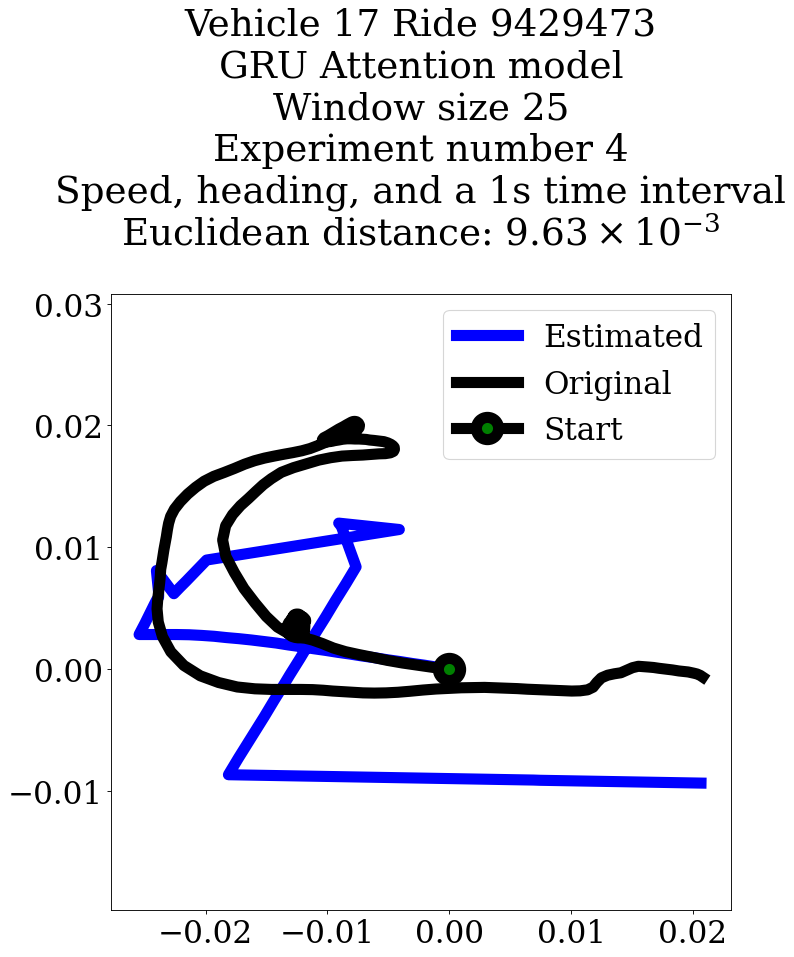 Vehicle 17 Ride 9429473
GRU Attention model
Window size 25
Experiment number 4
Speed, heading, and a 1s time interval
Euclidean distance: 9.63 × 10⁻³
Estimated
Original
Start
0.03
0.02
0.01
0.00
−0.01
−0.02 −0.01 0.00 0.01 0.02